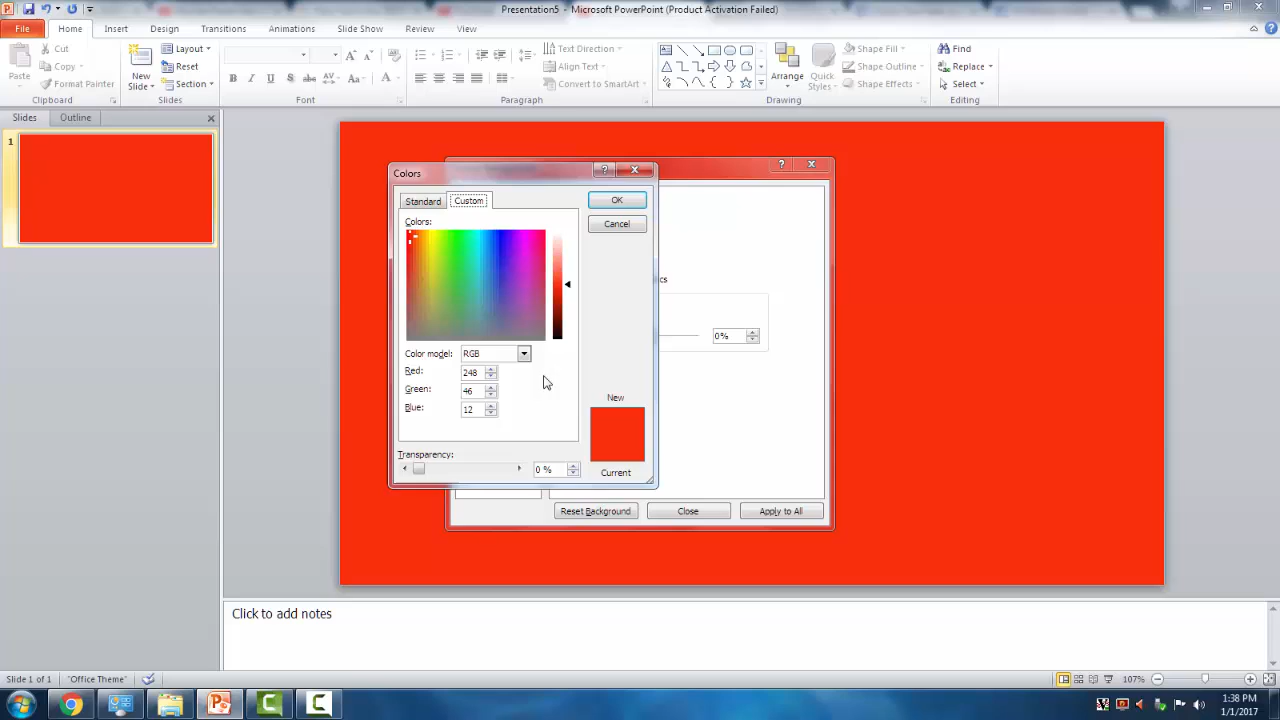 Presentation5 - Microsoft PowerPoint (Product Activation Failed)
File Home Insert Design Transitions Animations Slide Show Review View
Paste
Cut
Copy
Format Painter
Clipboard
New Slide
Layout
Reset
Section
Slides
B I U S abc AV Aa A
Font
Text Direction
Align Text
Convert to SmartArt
Paragraph
Arrange
Quick Styles
Shape Fill
Shape Outline
Shape Effects
Drawing
Find
Replace
Select
Editing
Slides Outline
1
Colors
Standard Custom
OK
Cancel
Colors:
Color model: RGB
Red: 248
Green: 46
Blue: 12
Transparency:
0 %
New
Current
cs
0%
Reset Background Close Apply to All
Click to add notes
Slide 1 of 1 "Office Theme" 107%
1:38 PM
1/1/2017